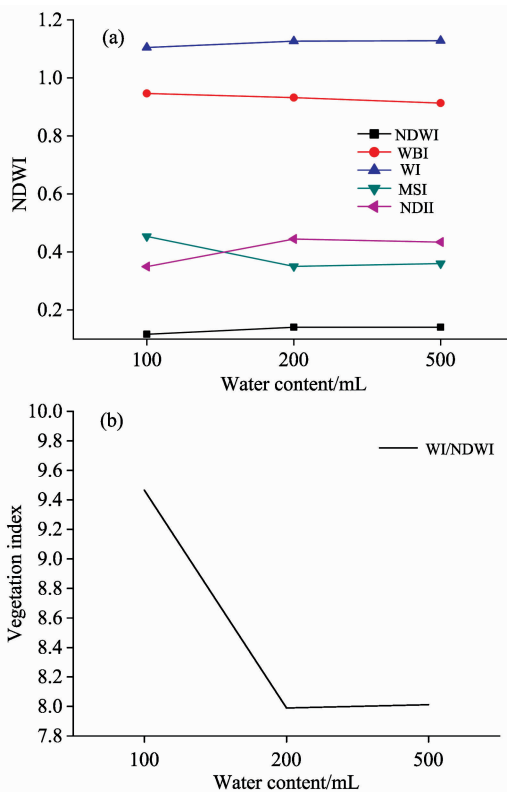 (a)
1.2
1.0
0.8
0.6
0.4
0.2
NDWI
NDWI
WBI
WI
MSI
NDII
100
200
500
Water content/mL
(b)
10.0
9.8
9.6
9.4
9.2
9.0
8.8
8.6
8.4
8.2
8.0
7.8
Vegetation index
WI/NDWI
100
200
500
Water content/mL